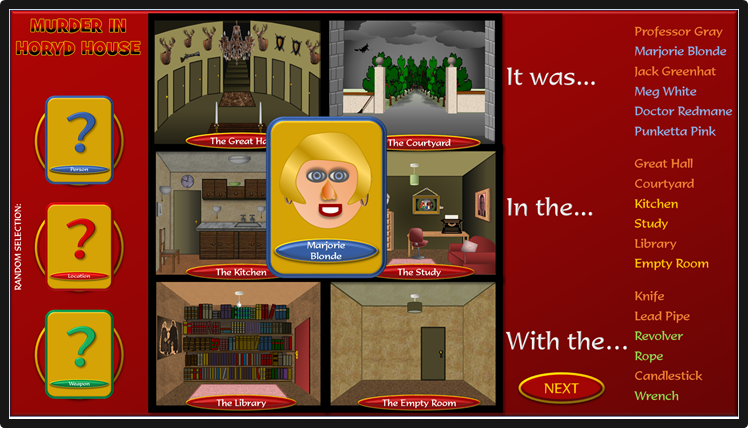 MURDER IN
HORYD HOUSE
RANDOM SELECTION:
?
Person
?
Location
?
Weapon
The Great Ha
The Courtyard
Marjorie
Blonde
The Kitchen
The Study
The Library
The Empty Room
It was...
In the...
With the...
NEXT
Professor Gray
Marjorie Blonde
Jack Greenhat
Meg White
Doctor Redmane
Punketta Pink
Great Hall
Courtyard
Kitchen
Study
Library
Empty Room
Knife
Lead Pipe
Revolver
Rope
Candlestick
Wrench